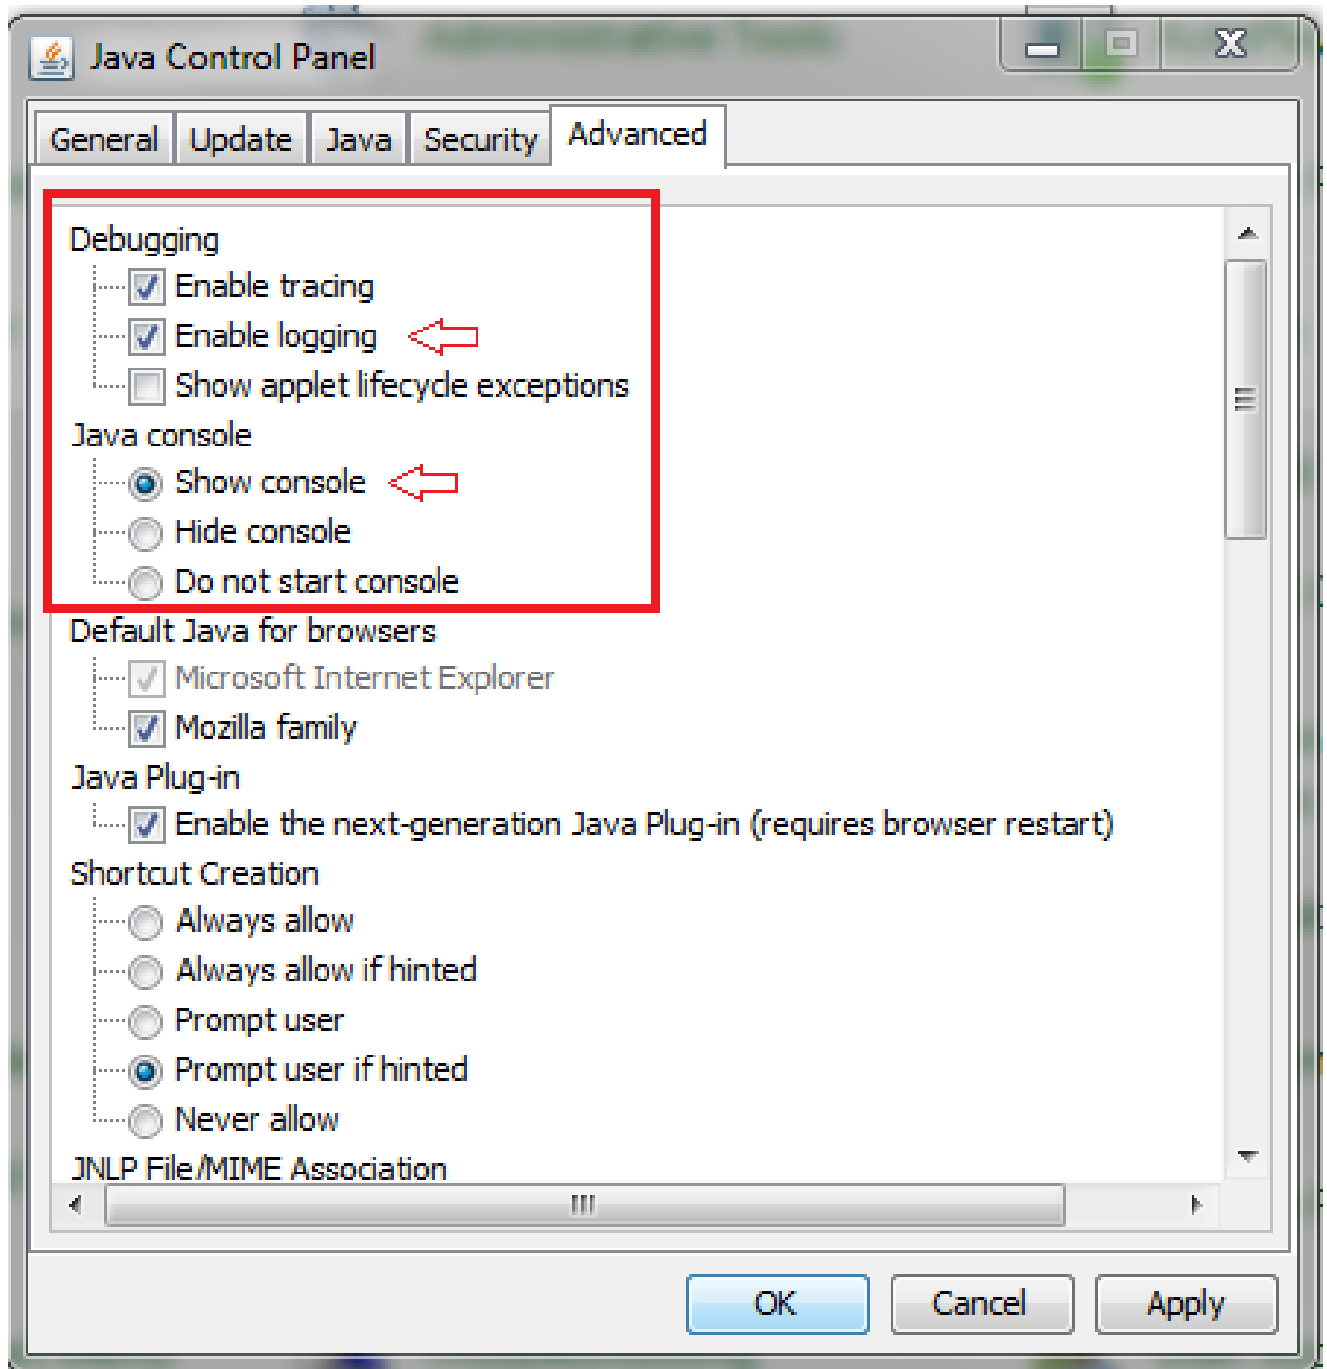 Java Control Panel
General Update Java Security Advanced
Debugging
Enable tracing
Enable logging
Show applet lifecycle exceptions
Java console
Show console
Hide console
Do not start console
Default Java for browsers
Microsoft Internet Explorer
Mozilla family
Java Plug-in
Enable the next-generation Java Plug-in (requires browser restart)
Shortcut Creation
Always allow
Always allow if hinted
Prompt user
Prompt user if hinted
Never allow
JNLP File/MIME Association
OK Cancel Apply